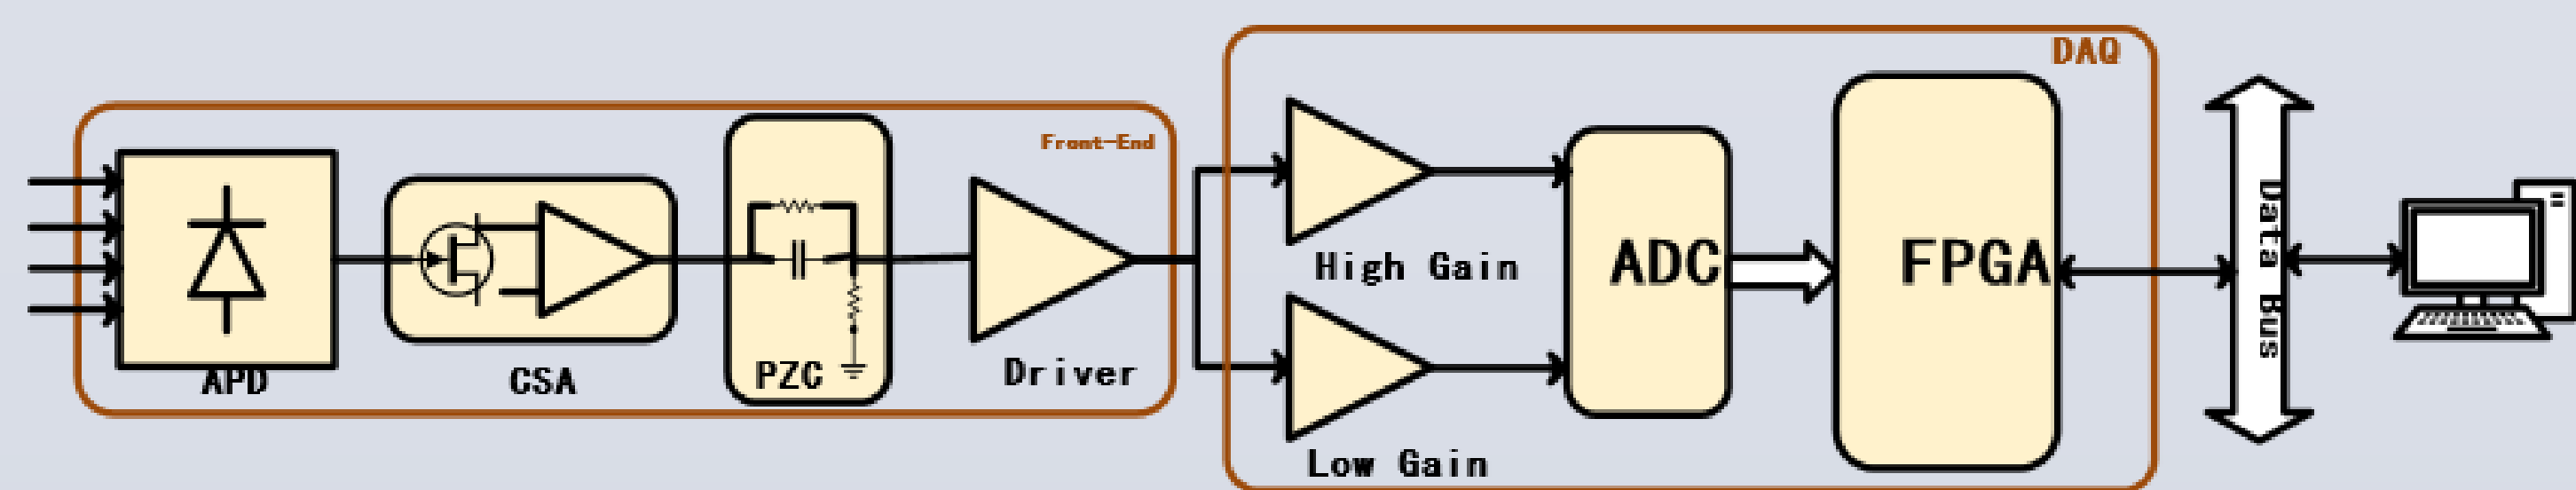 DAQ
Front-End
APD
CSA
PZC
Driver
High Gain
Low Gain
ADC
FPGA
Data Bus